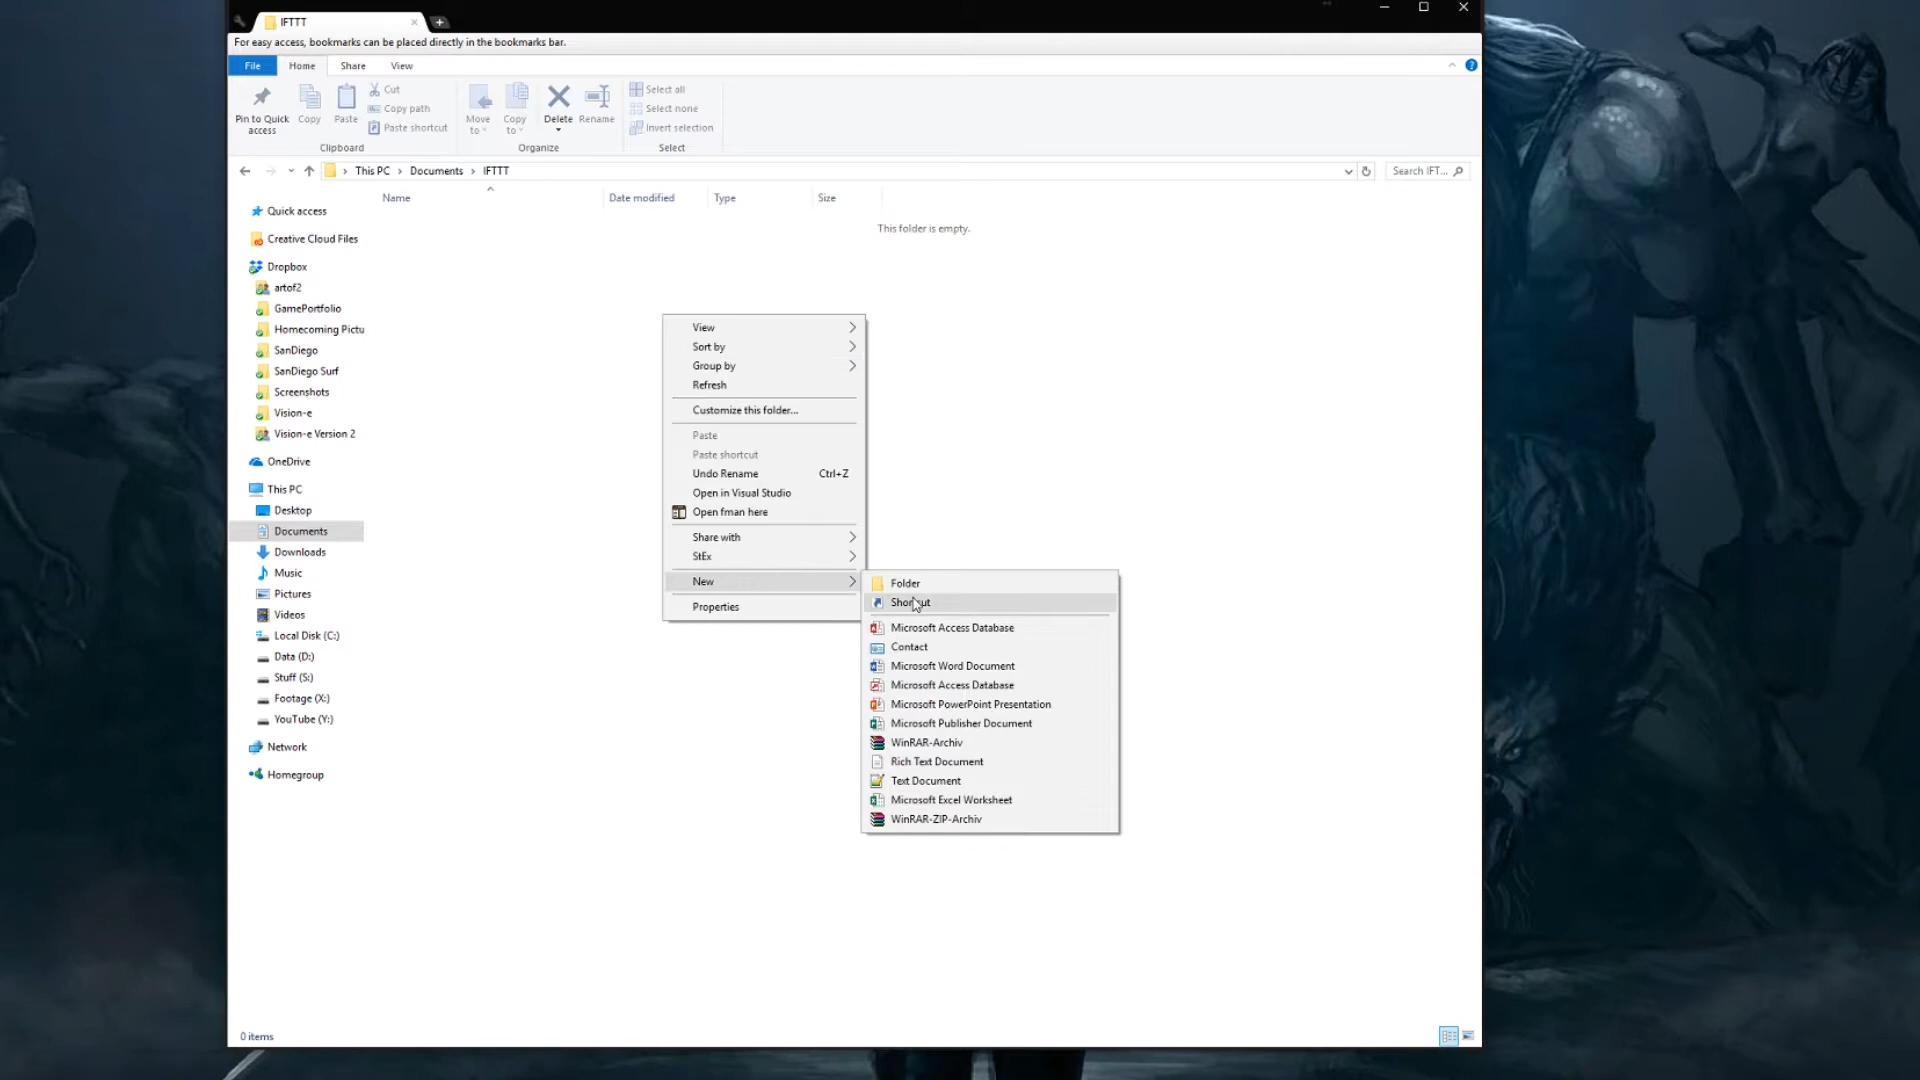 IFTTT
For easy access, bookmarks can be placed directly in the bookmarks bar.
File Home Share View
Pin to Quick access
Copy
Paste
Cut
Copy path
Paste shortcut
Clipboard
Move to
Copy to
Delete
Rename
Organize
Select all
Select none
Invert selection
Select
This PC > Documents > IFTTT
Search IFT...
Name Date modified Type Size
This folder is empty.
Quick access
Creative Cloud Files
Dropbox
artof2
GamePortfolio
Homecoming Pictu
SanDiego
SanDiego Surf
Screenshots
Vision-e
Vision-e Version 2
OneDrive
This PC
Desktop
Documents
Downloads
Music
Pictures
Videos
Local Disk (C:)
Data (D:)
Stuff (S:)
Footage (X:)
YouTube (Y:)
Network
Homegroup
View
Sort by
Group by
Refresh
Customize this folder...
Paste
Paste shortcut
Undo Rename Ctrl+Z
Open in Visual Studio
Open fman here
Share with
StEx
New
Properties
Folder
Shortcut
Microsoft Access Database
Contact
Microsoft Word Document
Microsoft Access Database
Microsoft PowerPoint Presentation
Microsoft Publisher Document
WinRAR-Archiv
Rich Text Document
Text Document
Microsoft Excel Worksheet
WinRAR-ZIP-Archiv
0 items